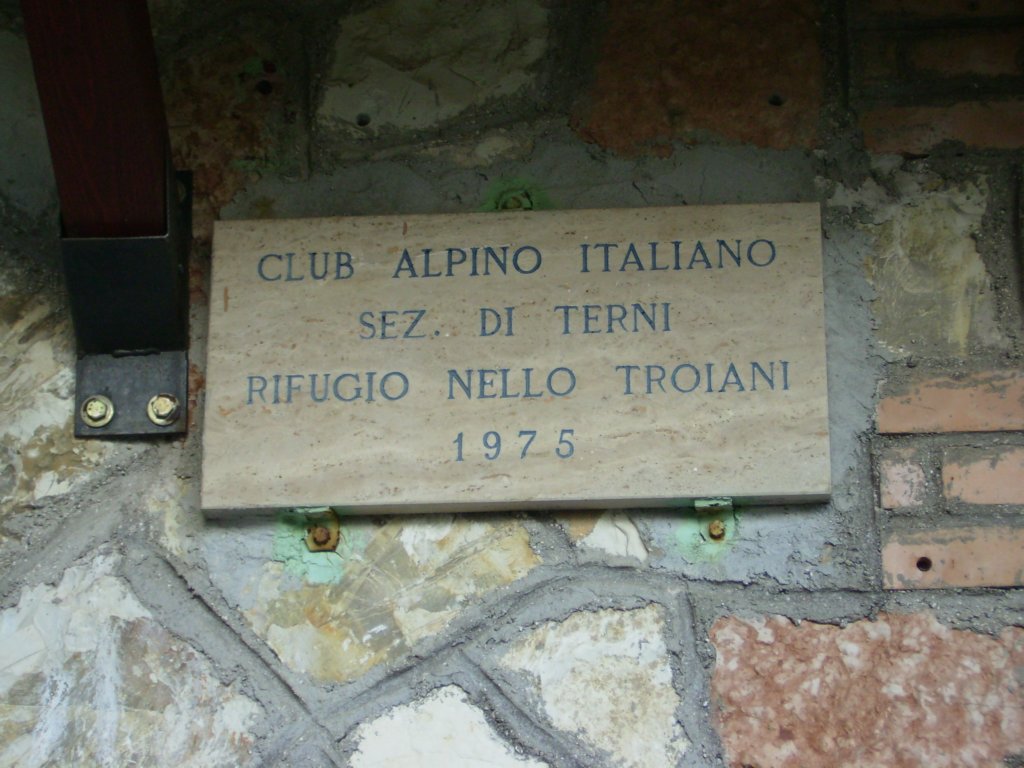 CLUB ALPINO ITALIANO
SEZ. DI TERNI
RIFUGIO NELLO TROIANI
1975